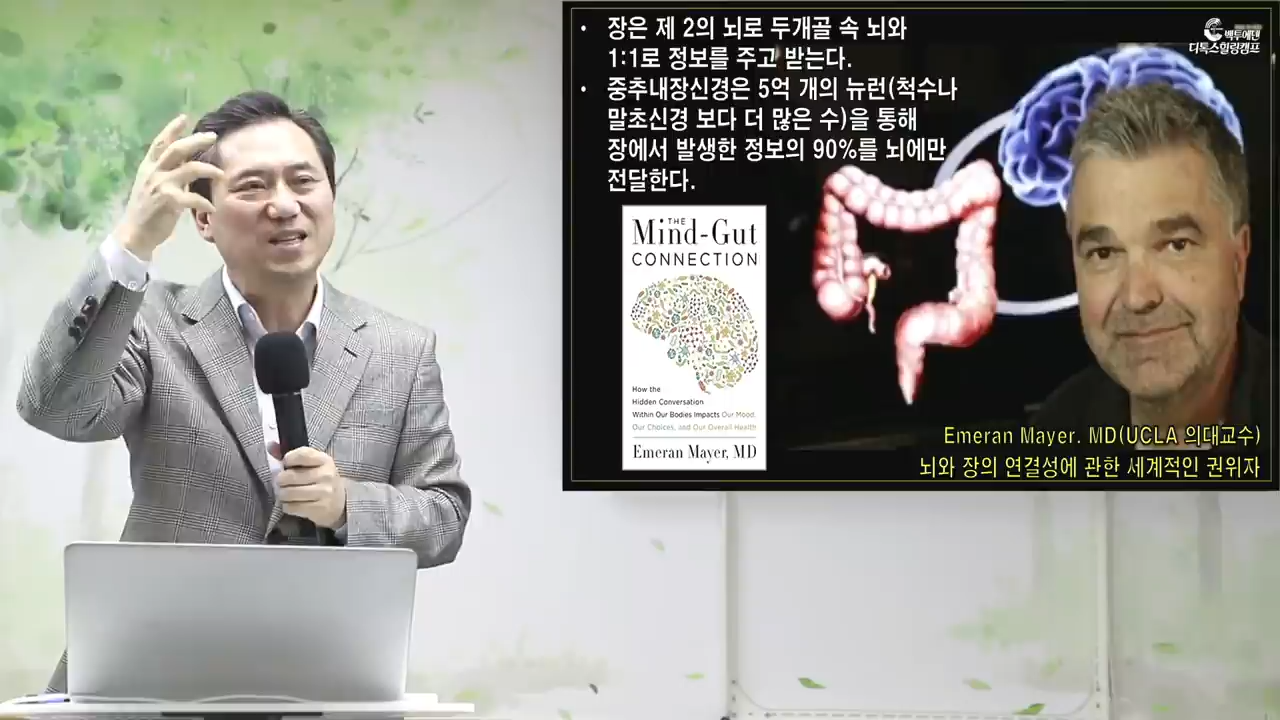 • 장은 제 2의 뇌로 두개골 속 뇌와
1:1로 정보를 주고 받는다.
• 중추내장신경은 5억 개의 뉴런(척수나
말초신경 보다 더 많은 수)을 통해
장에서 발생한 정보의 90%를 뇌에만
전달한다.
백투에덴
디톡스힐링캠프
THE
Mind-Gut
CONNECTION
How the
Hidden Conversation
Within Our Bodies Impacts Our Mood,
Our Choices, and Our Overall Health
Emeran Mayer, MD
Emeran Mayer. MD(UCLA 의대교수)
뇌와 장의 연결성에 관한 세계적인 권위자